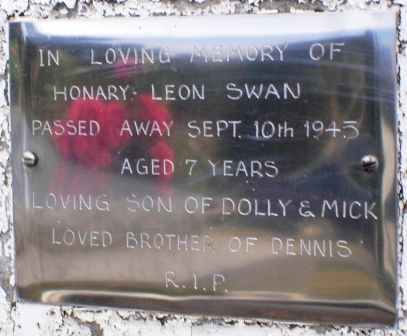 IN LOVING MEMORY OF
HONARY LEON SWAN
PASSED AWAY SEPT. 10th 1943
AGED 7 YEARS
LOVING SON OF DOLLY & MICK
LOVED BROTHER OF DENNIS
R.I.P.